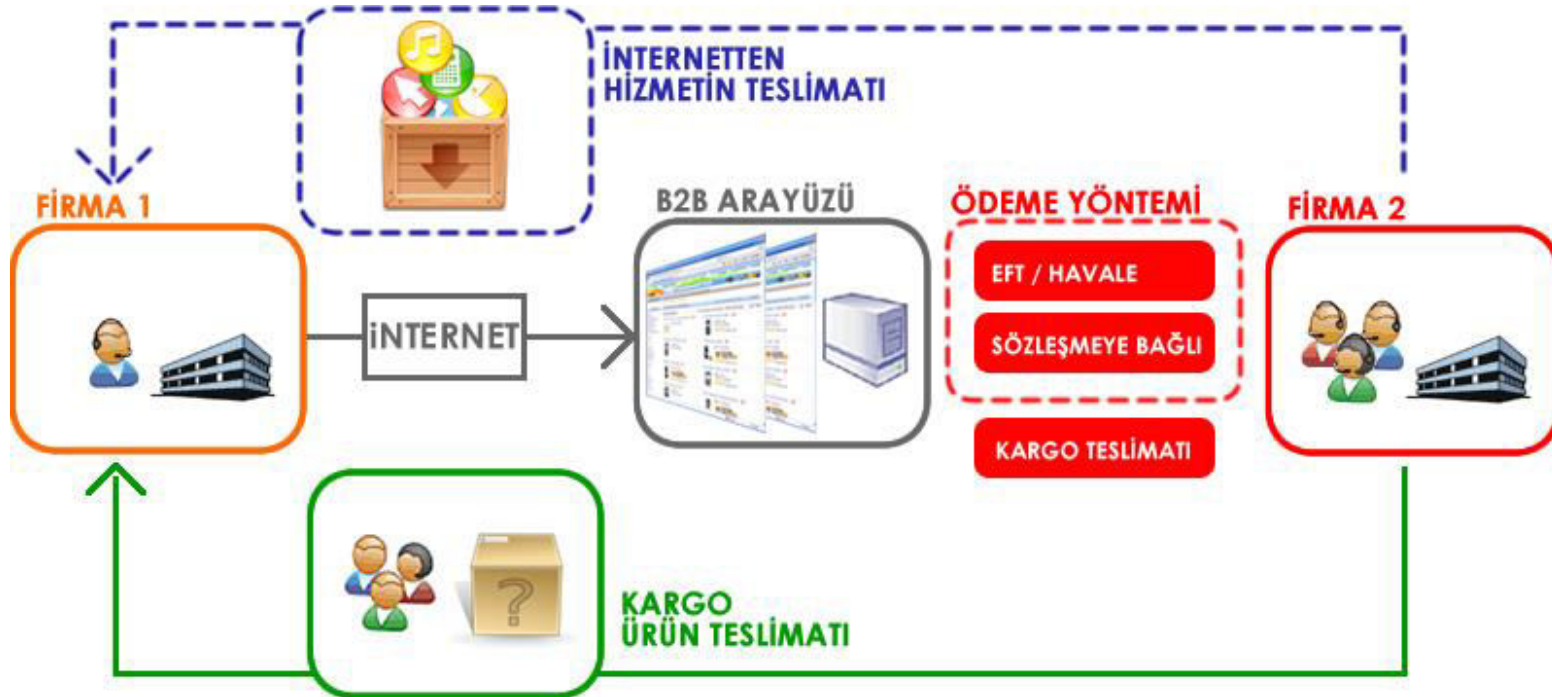 İNTERNETTEN
HİZMETİN TESLİMATI
FİRMA 1
B2B ARAYÜZÜ
ÖDEME YÖNTEMİ
FİRMA 2
EFT / HAVALE
iNTERNET
SÖZLEŞMEYE BAĞLI
KARGO TESLİMATI
?
KARGO
ÜRÜN TESLİMATI